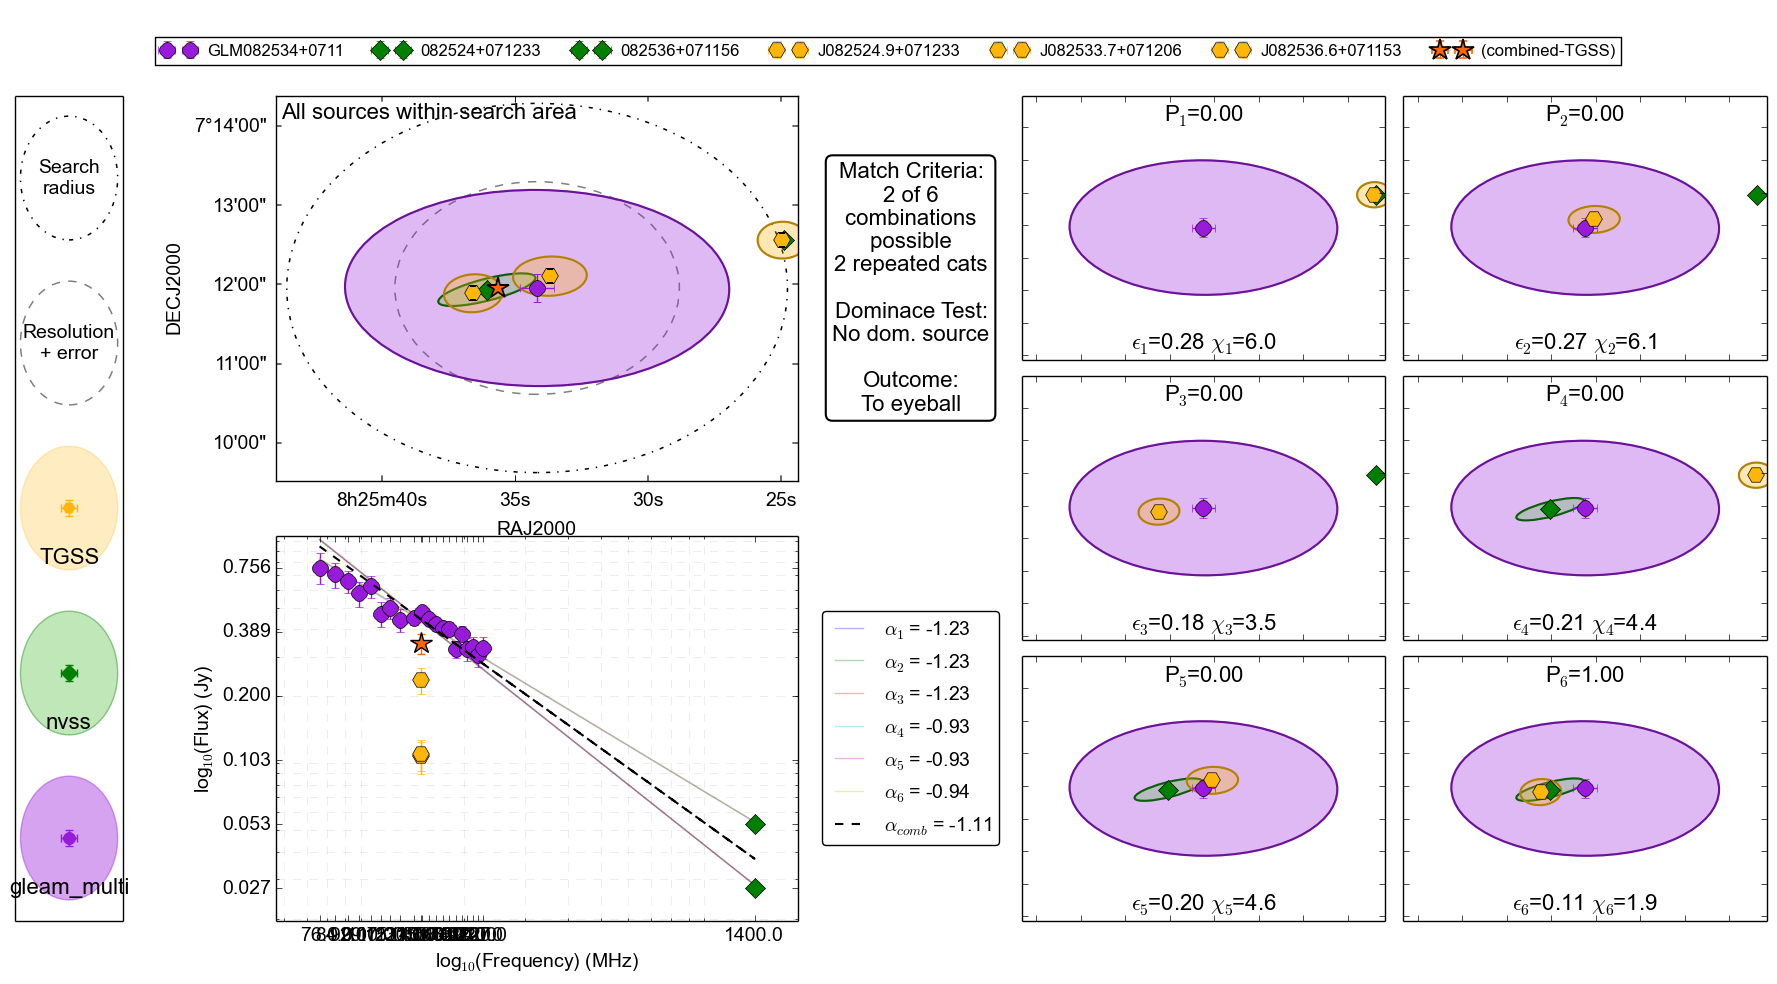 GLM082534+0711
082524+071233
082536+071156
J082524.9+071233
J082533.7+071206
J082536.6+071153
(combined-TGSS)
Search
radius
Resolution
+ error
TGSS
nvss
gleam_multi
All sources within search area
7°14'00"
13'00"
12'00"
11'00"
10'00"
DECJ2000
8h25m40s
35s
30s
25s
RAJ2000
Match Criteria:
2 of 6
combinations
possible
2 repeated cats
Dominace Test:
No dom. source
Outcome:
To eyeball
0.756
0.389
0.200
0.103
0.053
0.027
log₁₀(Flux) (Jy)
1400.0
log₁₀(Frequency) (MHz)
α₁ = -1.23
α₂ = -1.23
α₃ = -1.23
α₄ = -0.93
α₅ = -0.93
α₆ = -0.94
α_comb = -1.11
P₁=0.00
ϵ₁=0.28 χ₁=6.0
P₂=0.00
ϵ₂=0.27 χ₂=6.1
P₃=0.00
ϵ₃=0.18 χ₃=3.5
P₄=0.00
ϵ₄=0.21 χ₄=4.4
P₅=0.00
ϵ₅=0.20 χ₅=4.6
P₆=1.00
ϵ₆=0.11 χ₆=1.9